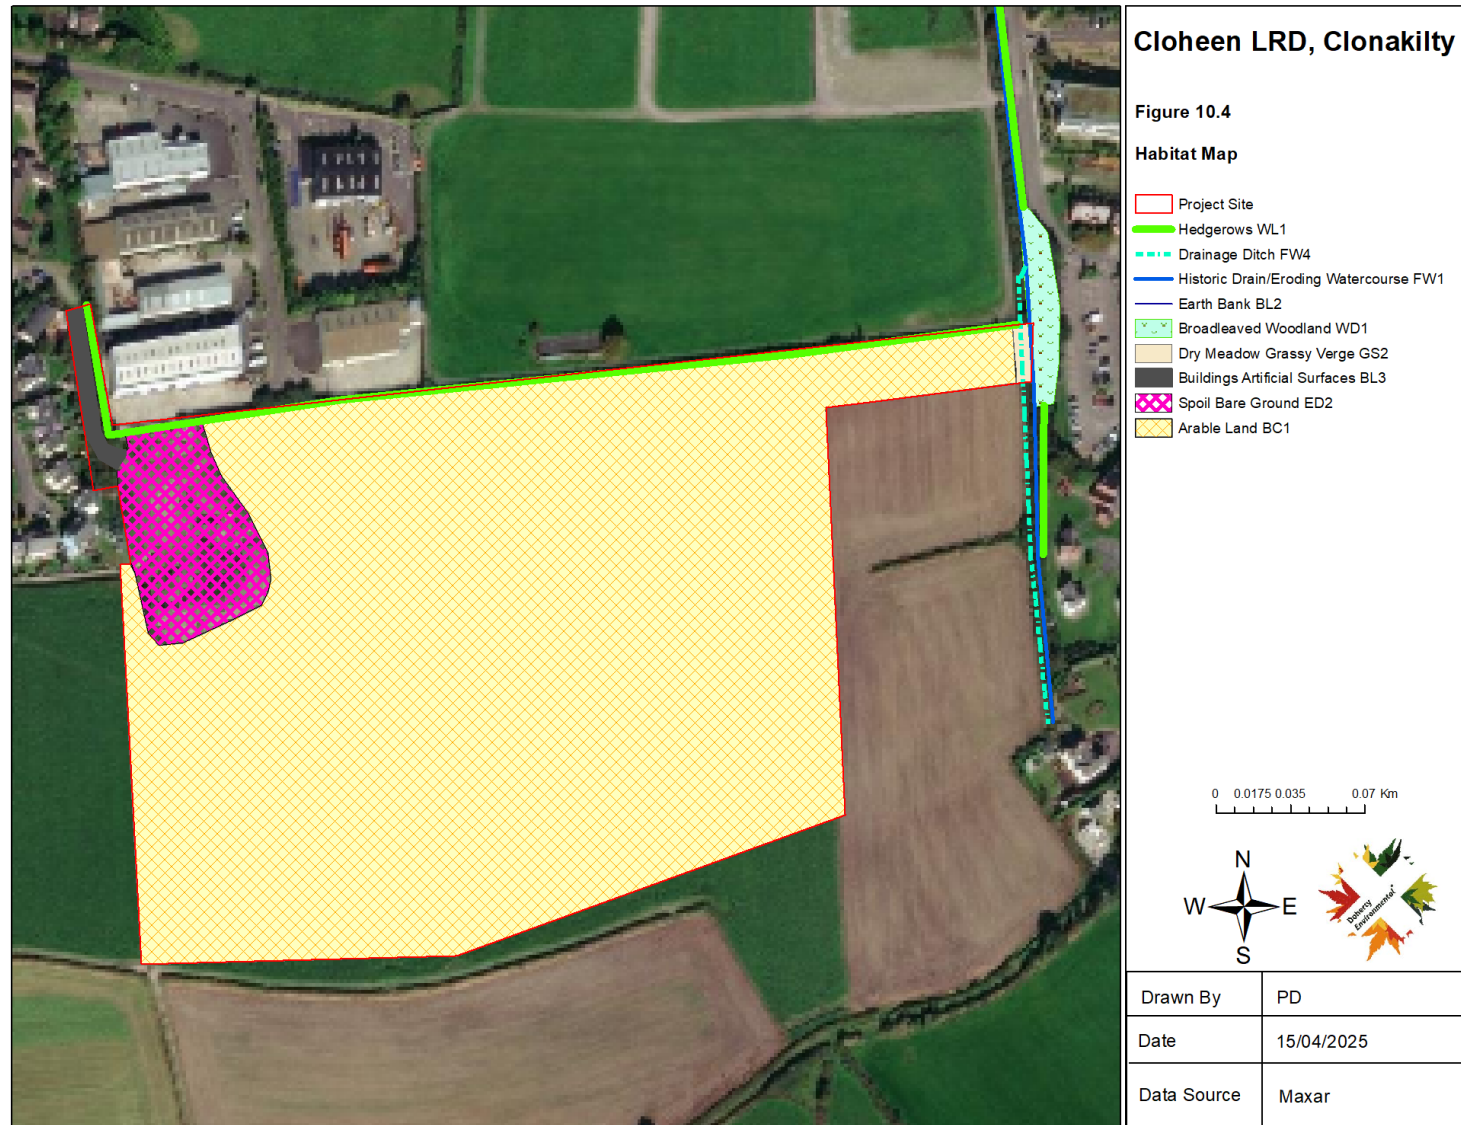 Cloheen LRD, Clonakilty
Figure 10.4
Habitat Map
Project Site
Hedgerows WL1
Drainage Ditch FW4
Historic Drain/Eroding Watercourse FW1
Earth Bank BL2
Broadleaved Woodland WD1
Dry Meadow Grassy Verge GS2
Buildings Artificial Surfaces BL3
Spoil Bare Ground ED2
Arable Land BC1
0 0.0175 0.035 0.07 Km
N
W E
S
Doherty
Environmental
Drawn By PD
Date 15/04/2025
Data Source Maxar